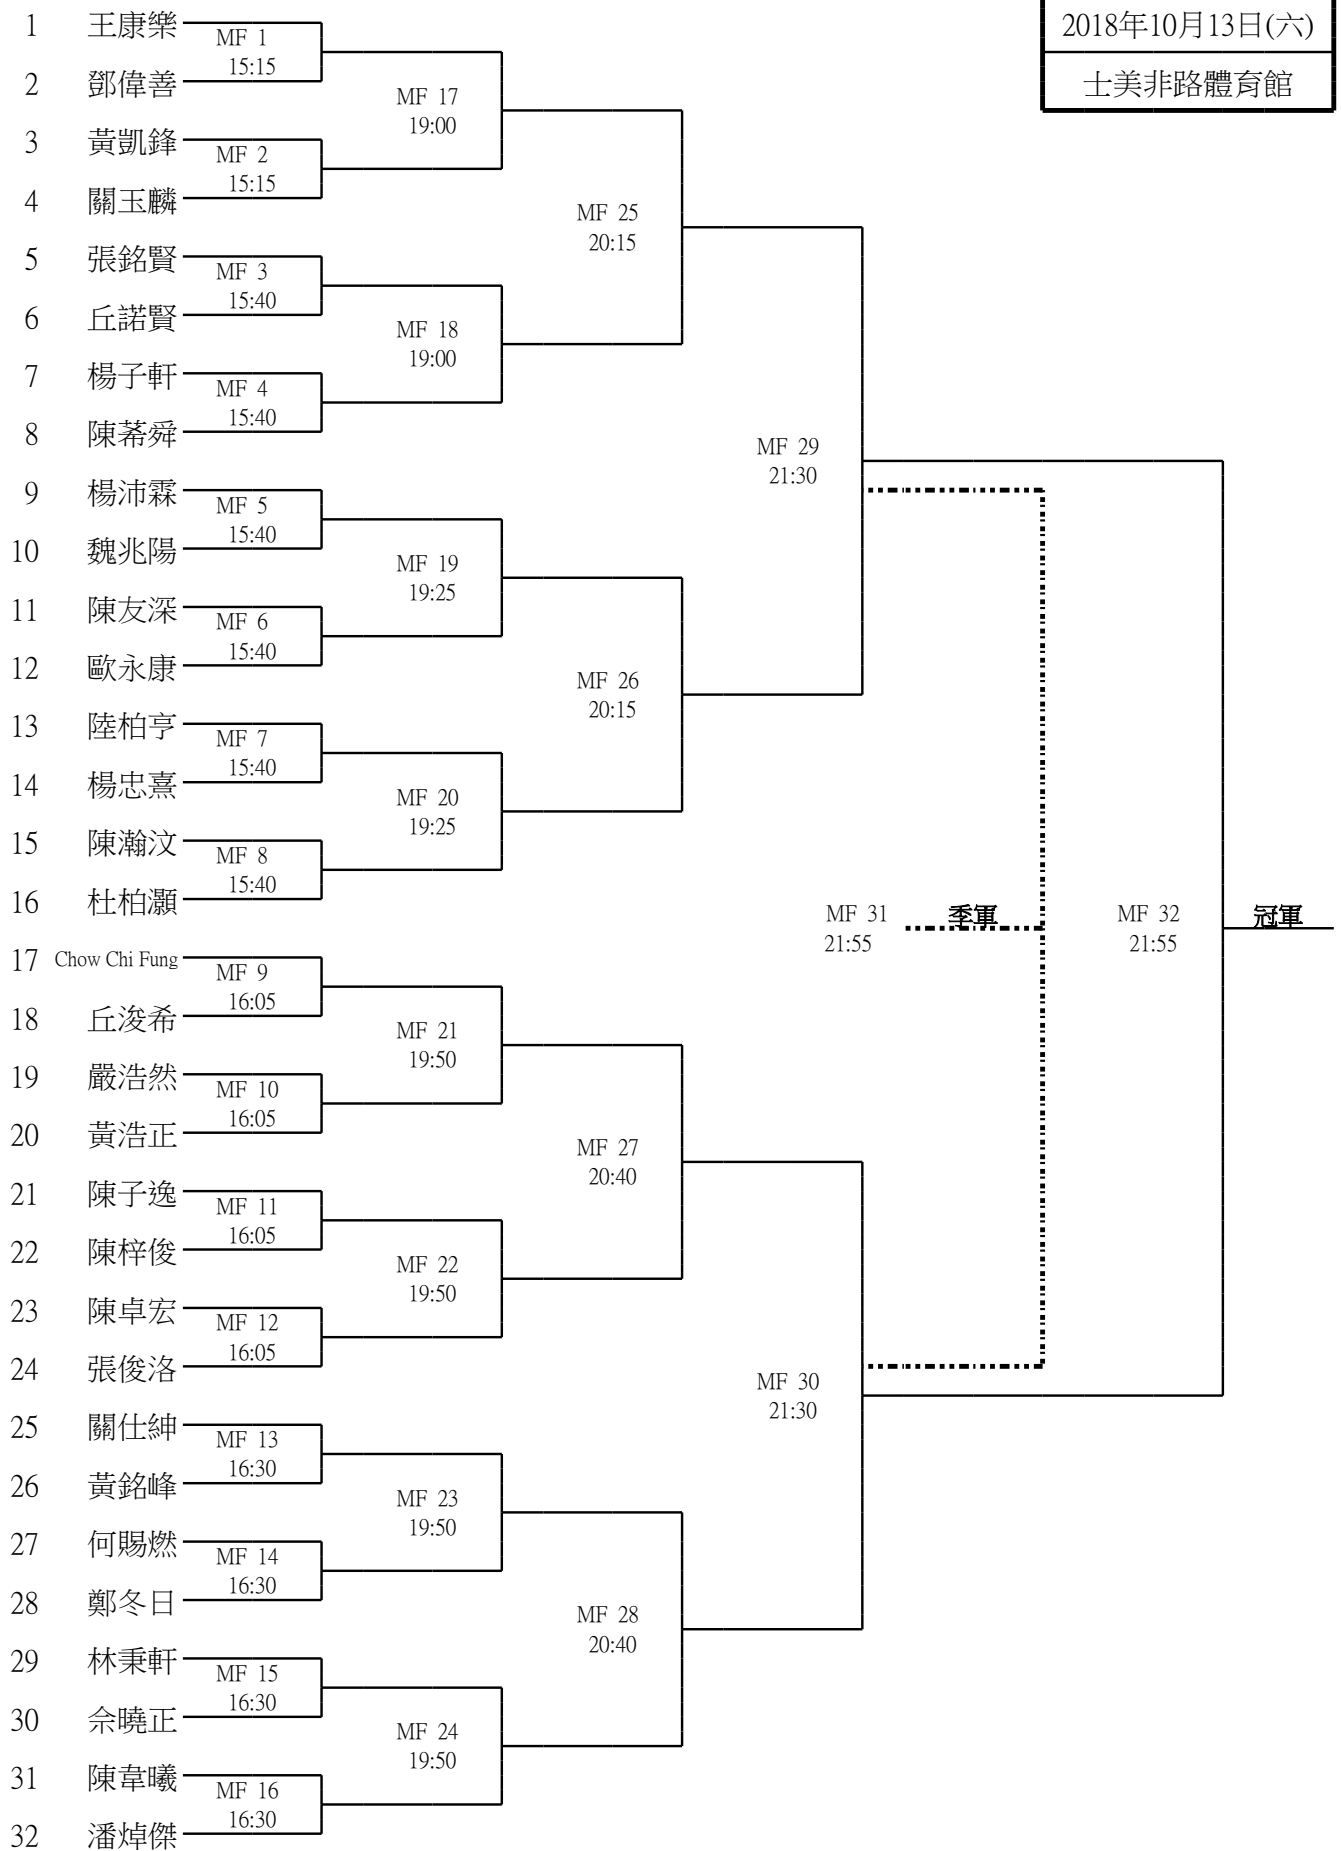 2018年10月13日(六)
士美非路體育館
1 王康樂
MF 1
15:15
2 鄧偉善
MF 17
19:00
3 黃凱鋒
MF 2
15:15
4 關玉麟
MF 25
20:15
5 張銘賢
MF 3
15:40
6 丘諾賢
MF 18
19:00
7 楊子軒
MF 4
15:40
8 陳莃舜
MF 29
21:30
9 楊沛霖
MF 5
15:40
10 魏兆陽
MF 19
19:25
11 陳友深
MF 6
15:40
12 歐永康
MF 26
20:15
13 陸柏亨
MF 7
15:40
14 楊忠熹
MF 20
19:25
15 陳瀚汶
MF 8
15:40
16 杜柏灝
MF 31 季軍 MF 32 冠軍
21:55 21:55
17 Chow Chi Fung
MF 9
16:05
18 丘浚希
MF 21
19:50
19 嚴浩然
MF 10
16:05
20 黃浩正
MF 27
20:40
21 陳子逸
MF 11
16:05
22 陳梓俊
MF 22
19:50
23 陳卓宏
MF 12
16:05
24 張俊洛
MF 30
21:30
25 關仕紳
MF 13
16:30
26 黃銘峰
MF 23
19:50
27 何賜燃
MF 14
16:30
28 鄭冬日
MF 28
20:40
29 林秉軒
MF 15
16:30
30 佘曉正
MF 24
19:50
31 陳韋曦
MF 16
16:30
32 潘焯傑